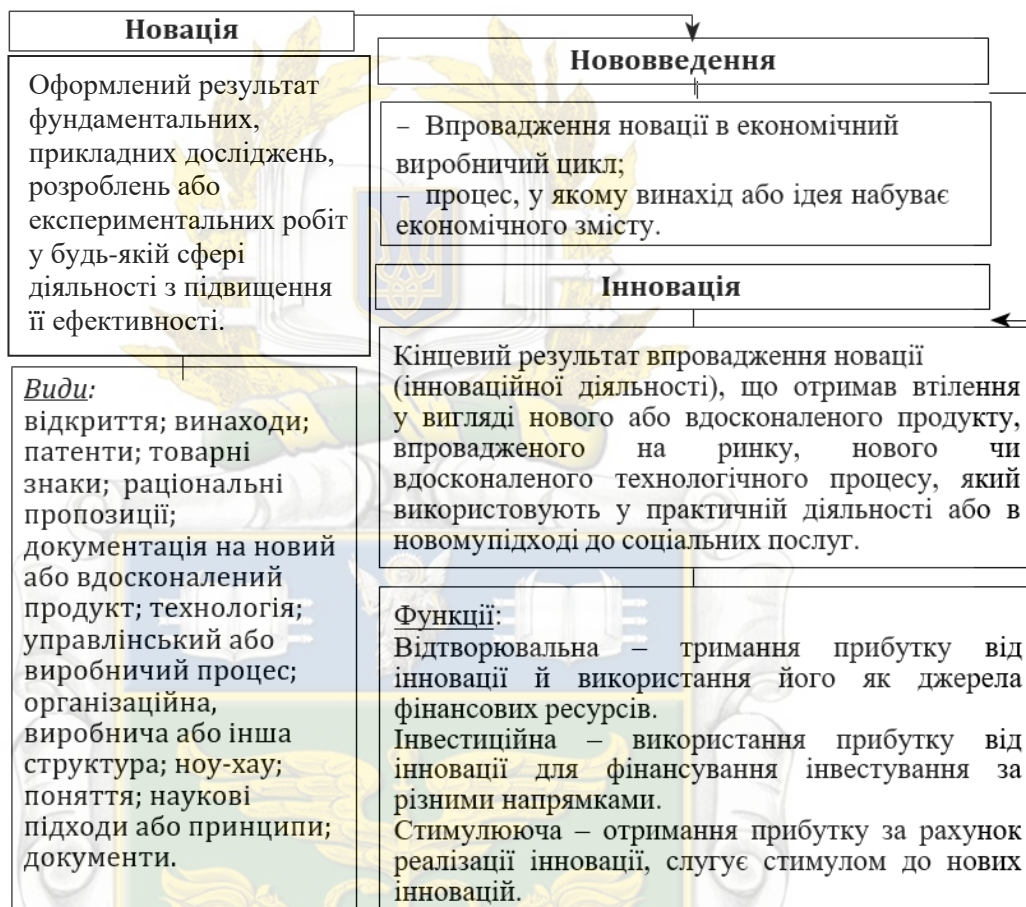 Новація
Оформлений результат
фундаментальних,
прикладних досліджень,
розроблень або
експериментальних робіт
у будь-якій сфері
діяльності з підвищення
її ефективності.
Види:
відкриття; винаходи;
патенти; товарні
знаки; раціональні
пропозиції;
документація на новий
або вдосконалений
продукт; технологія;
управлінський або
виробничий процес;
організаційна,
виробнича або інша
структура; ноу-хау;
поняття; наукові
підходи або принципи;
документи.
Нововведення
– Впровадження новації в економічний
виробничий цикл;
– процес, у якому винахід або ідея набуває
економічного змісту.
Інновація
Кінцевий результат впровадження новації
(інноваційної діяльності), що отримав втілення
у вигляді нового або вдосконаленого продукту,
впровадженого на ринку, нового чи
вдосконаленого технологічного процесу, який
використовують у практичній діяльності або в
новомупідході до соціальних послуг.
Функції:
Відтворювальна – тримання прибутку від
інновації й використання його як джерела
фінансових ресурсів.
Інвестиційна – використання прибутку від
інновації для фінансування інвестування за
різними напрямками.
Стимулююча – отримання прибутку за рахунок
реалізації інновації, слугує стимулом до нових
інновацій.